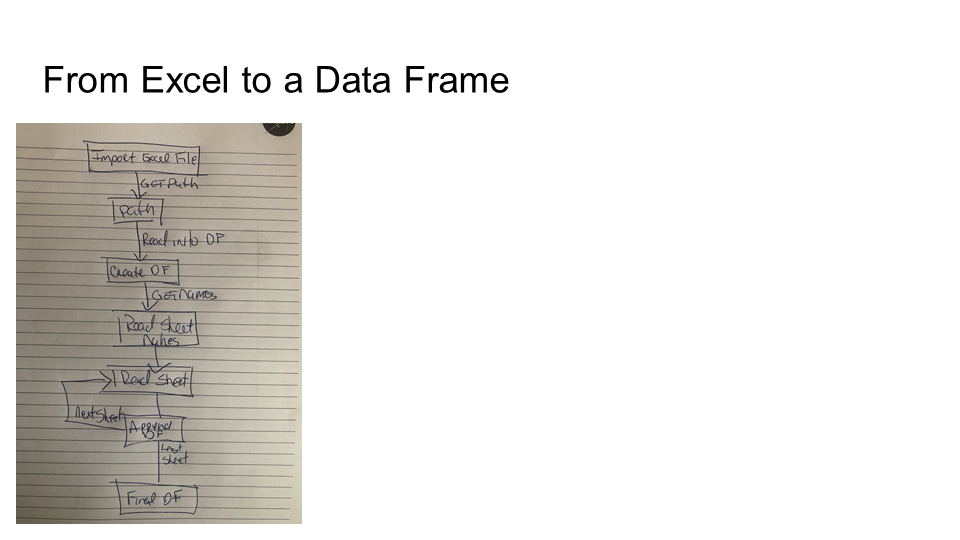 From Excel to a Data Frame
Import Excel File
GET Path
Path
Read into DF
Create DF
GET NAMES
Read Sheet
Names
Read Sheet
Next Sheet
Append
DF
Last
Sheet
Final DF